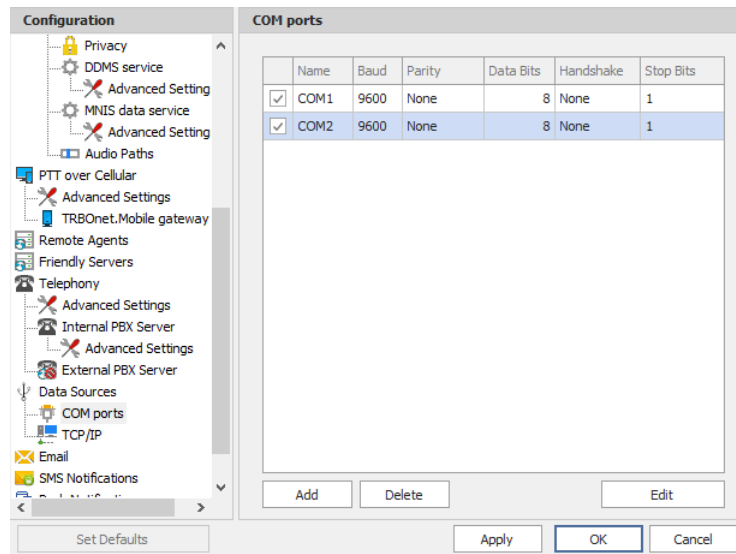 Configuration
Privacy
DDMS service
Advanced Setting
MNIS data service
Advanced Setting
Audio Paths
PTT over Cellular
Advanced Settings
TRBOnet.Mobile gateway
Remote Agents
Friendly Servers
Telephony
Advanced Settings
Internal PBX Server
Advanced Settings
External PBX Server
Data Sources
COM ports
TCP/IP
Email
SMS Notifications
Set Defaults
COM ports
Name Baud Parity Data Bits Handshake Stop Bits
COM1 9600 None 8 None 1
COM2 9600 None 8 None 1
Add Delete Edit
Apply OK Cancel